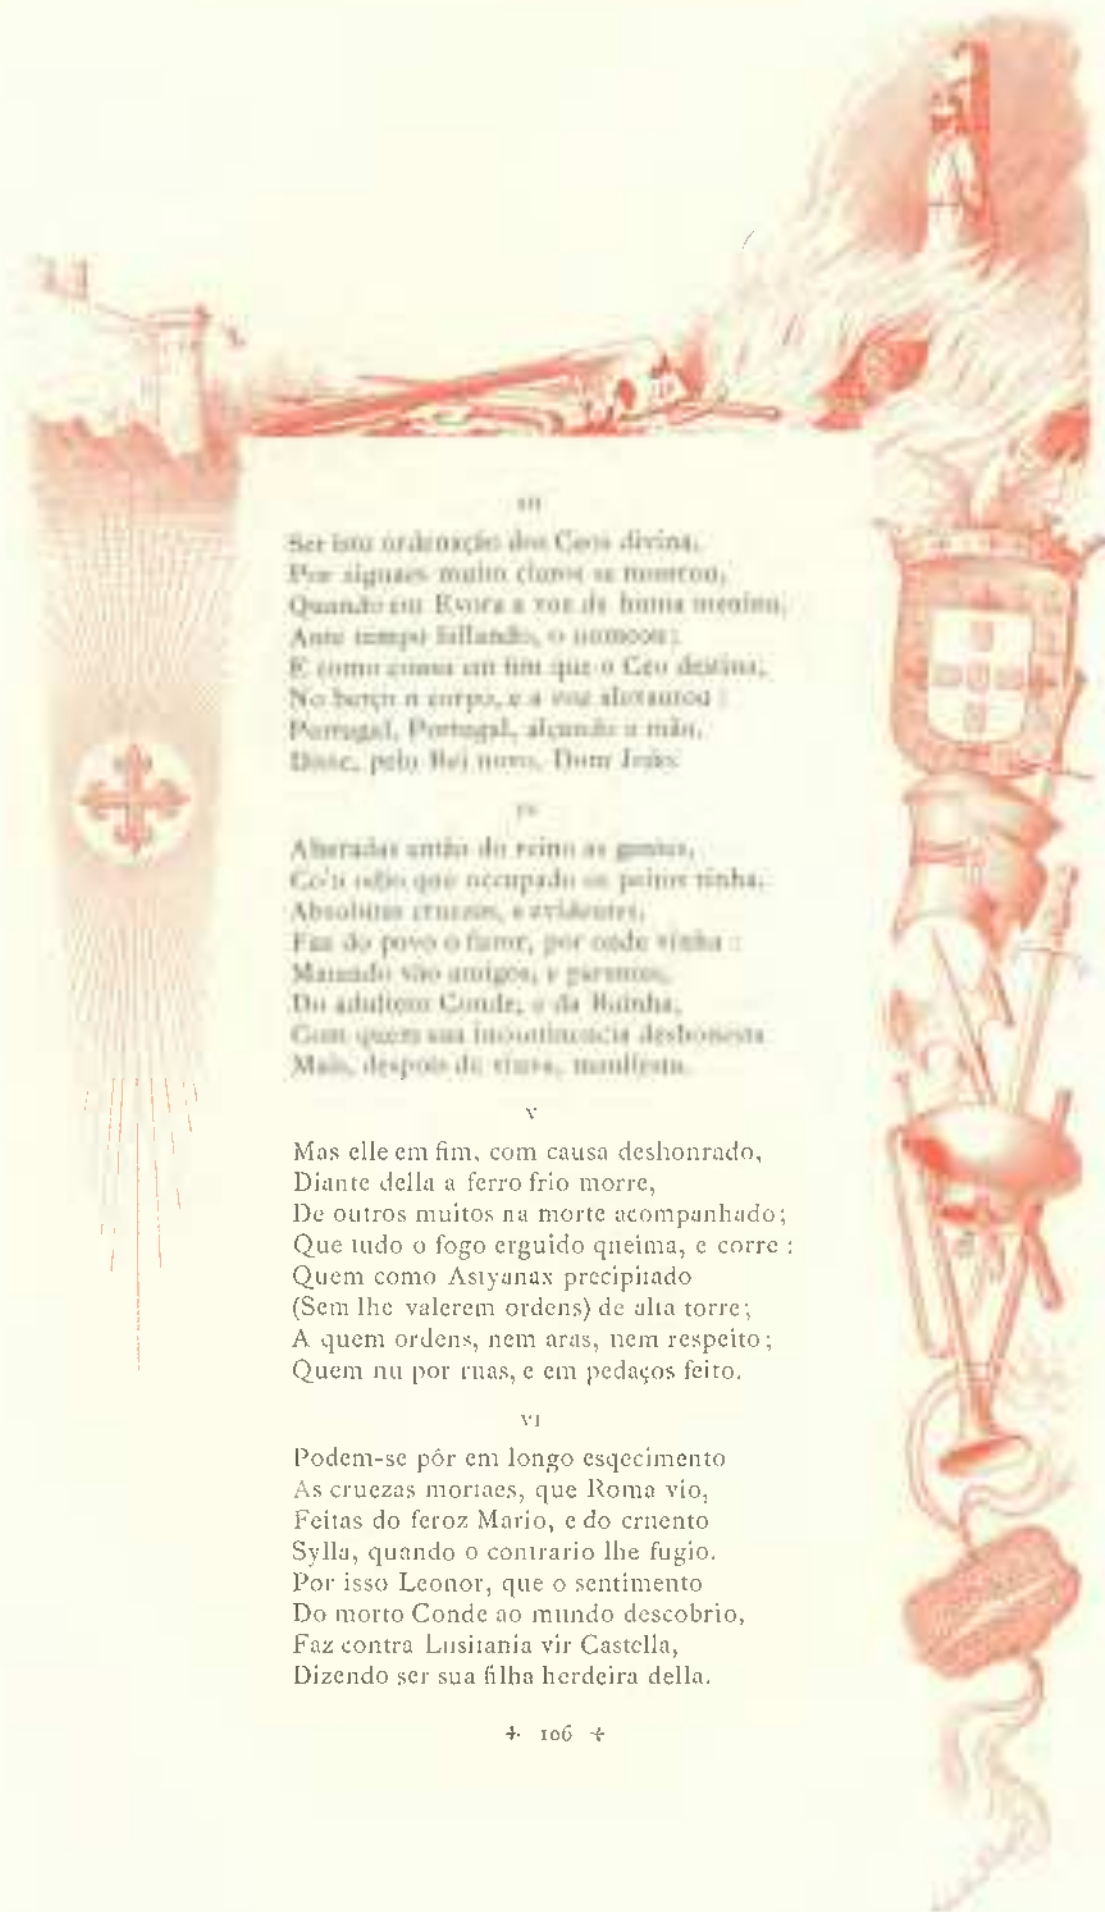 III
Ser isto ordenação dos Ceos divina,
Por signaes muito claros se mostrou,
Quando em Evora a voz de huma menina,
Ante tempo fallando, o nomeou:
E como cousa em fim que o Ceo destina,
No berço o corpo, e a voz alevantou:
Portugal, Portugal, alçando a mão,
Disse, pelo Rei novo, Dom João.
IV
Alteradas então do reino as gentes,
Co'o odio que occupado os peitos tinha,
Absolutas cruezas, e evidentes,
Faz do povo o furor, por onde vinha:
Matando vão amigos, e parentes,
Do adultero Conde, e da Rainha,
Com quem sua incontinencia deshonesta
Mais, despois de viuva, manifesta.
V
Mas elle em fim, com causa deshonrado,
Diante della a ferro frio morre,
De outros muitos na morte acompanhado;
Que tudo o fogo erguido queima, e corre:
Quem como Astyanax precipitado
(Sem lhe valerem ordens) de alta torre;
A quem ordens, nem aras, nem respeito;
Quem nu por ruas, e em pedaços feito.
VI
Podem-se pôr em longo esqecimento
As cruezas mortaes, que Roma vio,
Feitas do feroz Mario, e do cruento
Sylla, quando o contrario lhe fugio.
Por isso Leonor, que o sentimento
Do morto Conde ao mundo descobrio,
Faz contra Lusitania vir Castella,
Dizendo ser sua filha herdeira della.
106